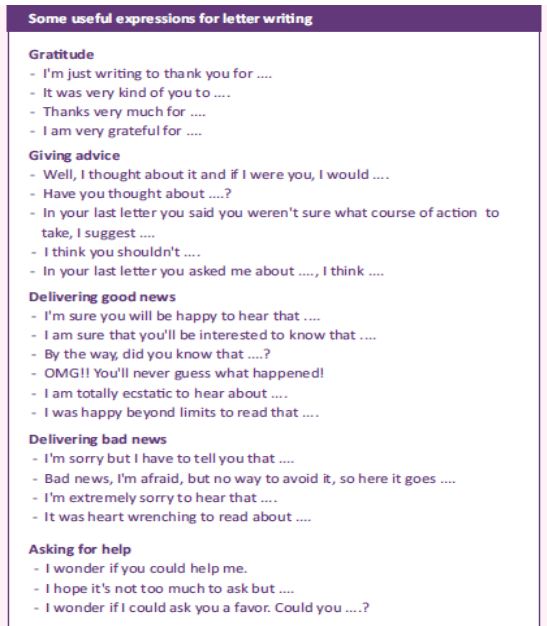 Some useful expressions for letter writing
Gratitude
- I'm just writing to thank you for ....
- It was very kind of you to ....
- Thanks very much for ....
- I am very grateful for ....
Giving advice
- Well, I thought about it and if I were you, I would ....
- Have you thought about ....?
- In your last letter you said you weren't sure what course of action to
take, I suggest ....
- I think you shouldn't ....
- In your last letter you asked me about ...., I think ....
Delivering good news
- I'm sure you will be happy to hear that ....
- I am sure that you'll be interested to know that ....
- By the way, did you know that ....?
- OMG!! You'll never guess what happened!
- I am totally ecstatic to hear about ....
- I was happy beyond limits to read that ....
Delivering bad news
- I'm sorry but I have to tell you that ....
- Bad news, I'm afraid, but no way to avoid it, so here it goes ....
- I'm extremely sorry to hear that ....
- It was heart wrenching to read about ....
Asking for help
- I wonder if you could help me.
- I hope it's not too much to ask but ....
- I wonder if I could ask you a favor. Could you ....?